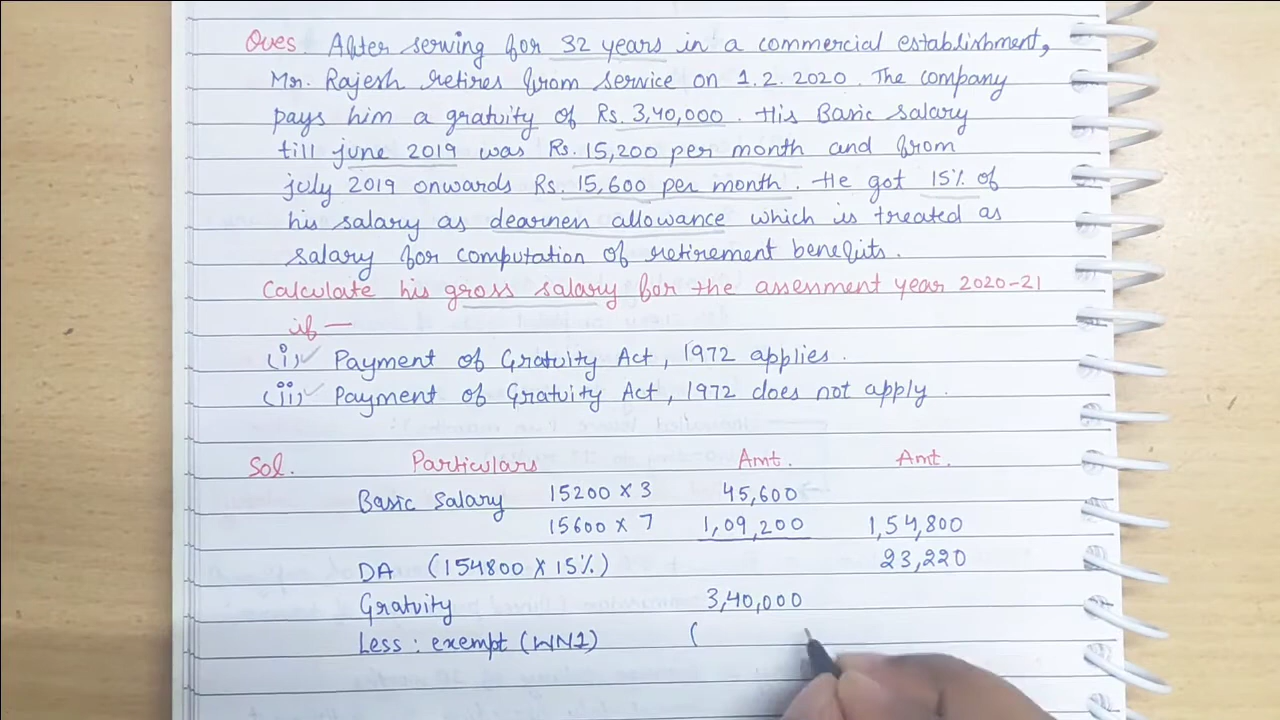 Ques. After serving for 32 years in a commercial establishment,
Mr. Rajesh retires from service on 1.2.2020. The company
pays him a gratuity of Rs. 3,40,000. His Basic salary
till june 2019 was Rs. 15,200 per month and from
july 2019 onwards Rs. 15,600 per month. He got 15% of
his salary as dearnen allowance which is treated as
salary for computation of retirement benefits.
Calculate his gross salary for the assenment year 2020-21
if —
(i) Payment of Gratuity Act, 1972 applies.
(ii) Payment of Gratuity Act, 1972 does not apply.
Sol. Particulars Amt. Amt.
Basic Salary 15200 × 3 45,600
15600 × 7 1,09,200 1,54,800
DA (154800 × 15%) 23,220
Gratuity 3,40,000
Less : exempt (WN1) (